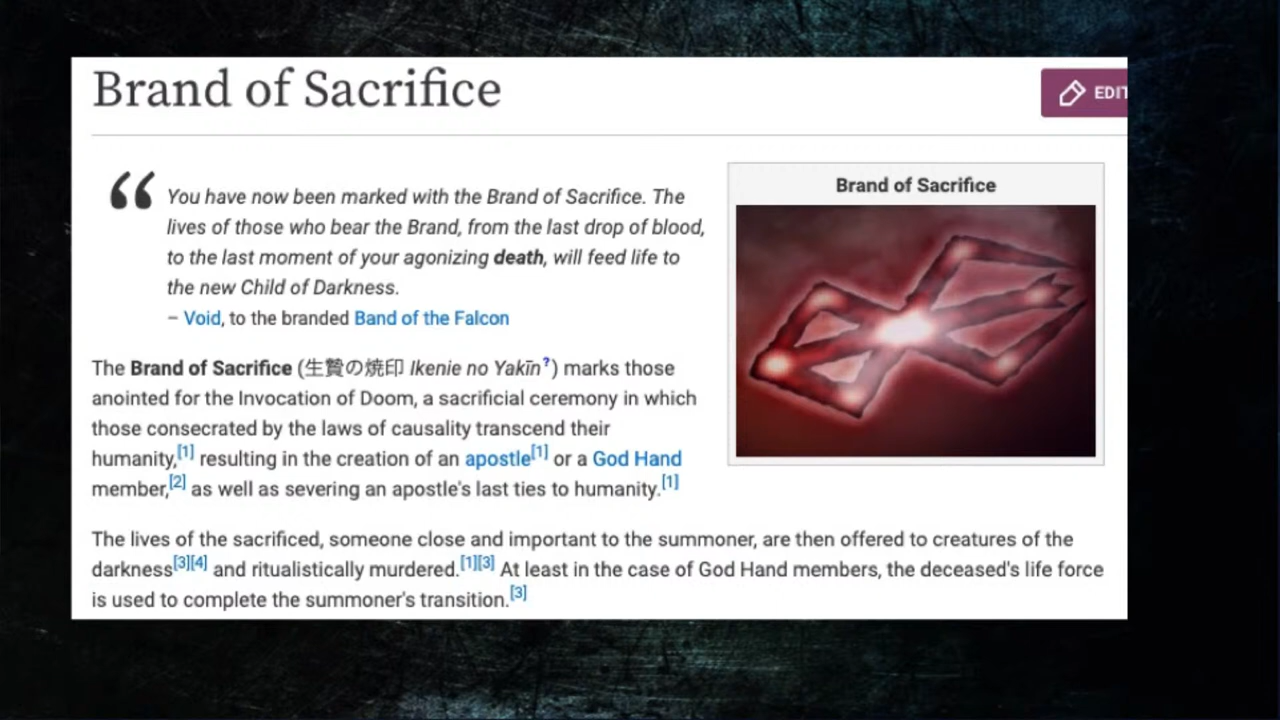 Brand of Sacrifice
EDIT
“ You have now been marked with the Brand of Sacrifice. The
lives of those who bear the Brand, from the last drop of blood,
to the last moment of your agonizing death, will feed life to
the new Child of Darkness.
– Void, to the branded Band of the Falcon
Brand of Sacrifice
The Brand of Sacrifice (生贄の焼印 Ikenie no Yakīn?) marks those
anointed for the Invocation of Doom, a sacrificial ceremony in which
those consecrated by the laws of causality transcend their
humanity,[1] resulting in the creation of an apostle[1] or a God Hand
member,[2] as well as severing an apostle's last ties to humanity.[1]
The lives of the sacrificed, someone close and important to the summoner, are then offered to creatures of the
darkness[3][4] and ritualistically murdered.[1][3] At least in the case of God Hand members, the deceased's life force
is used to complete the summoner's transition.[3]